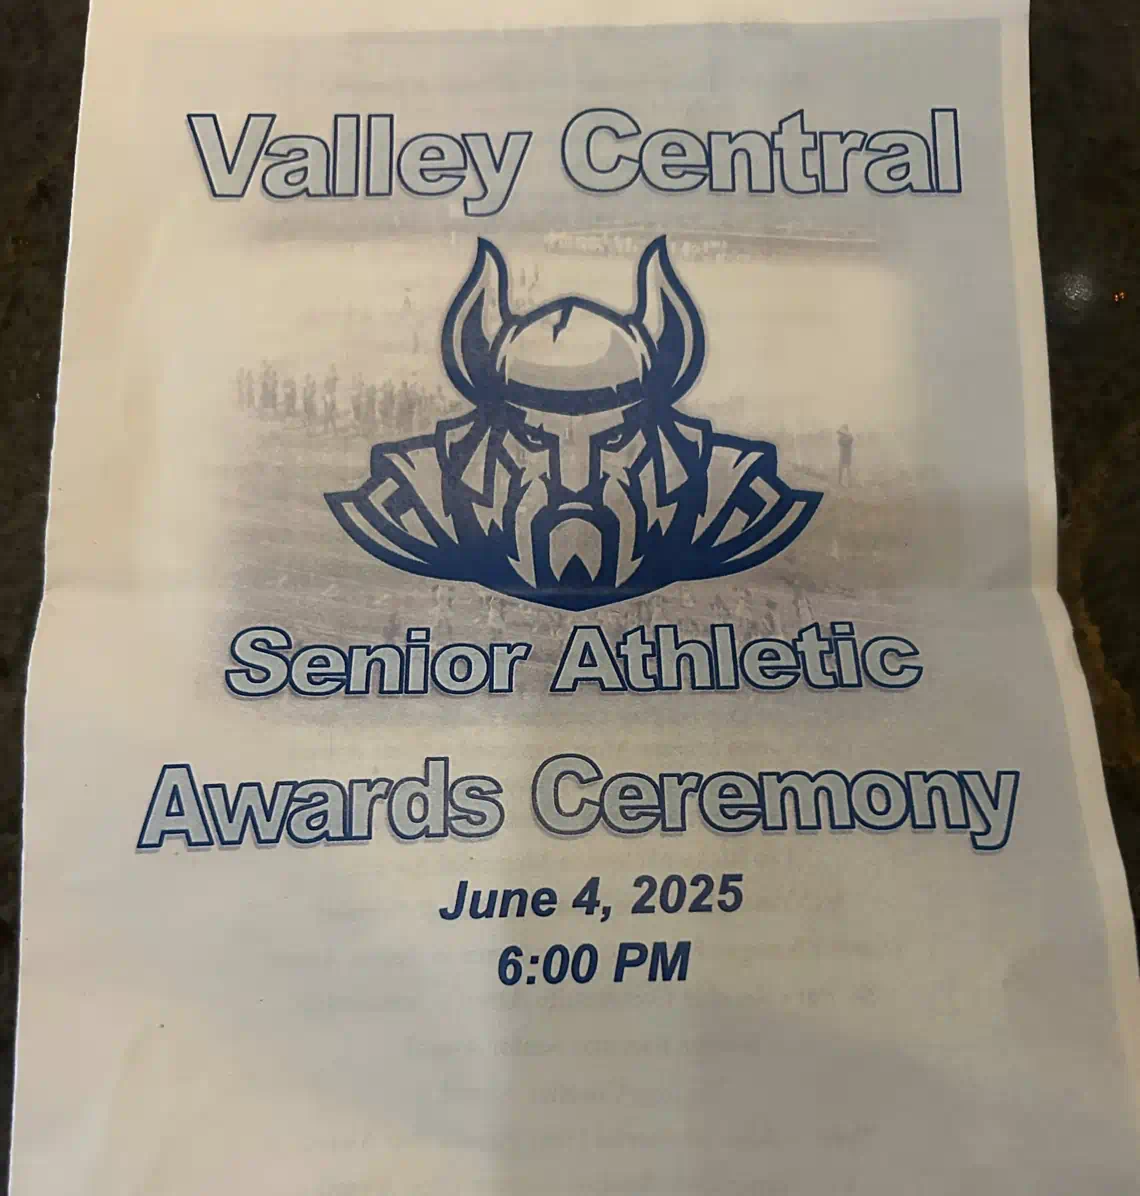 Valley Central
Senior Athletic
Awards Ceremony
June 4, 2025
6:00 PM